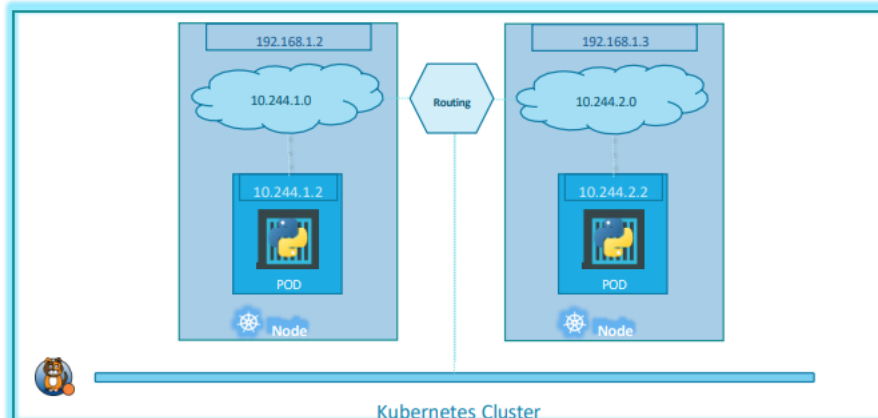 192.168.1.2
192.168.1.3
10.244.1.0
Routing
10.244.2.0
10.244.1.2
10.244.2.2
POD
POD
Node
Node
Kubernetes Cluster